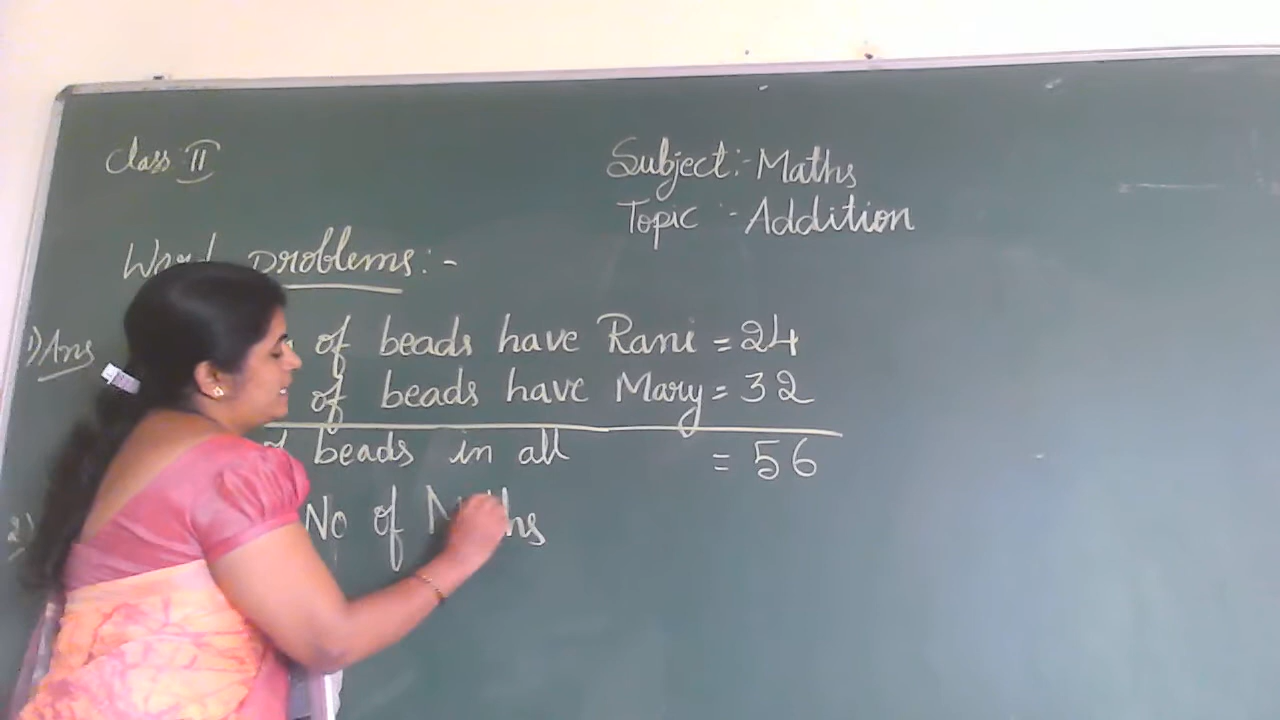 Class II
Subject:- Maths
Topic :- Addition
problems:-
1) Ans of beads have Rani = 24
of beads have Mary = 32
of beads in all = 56
2) No of